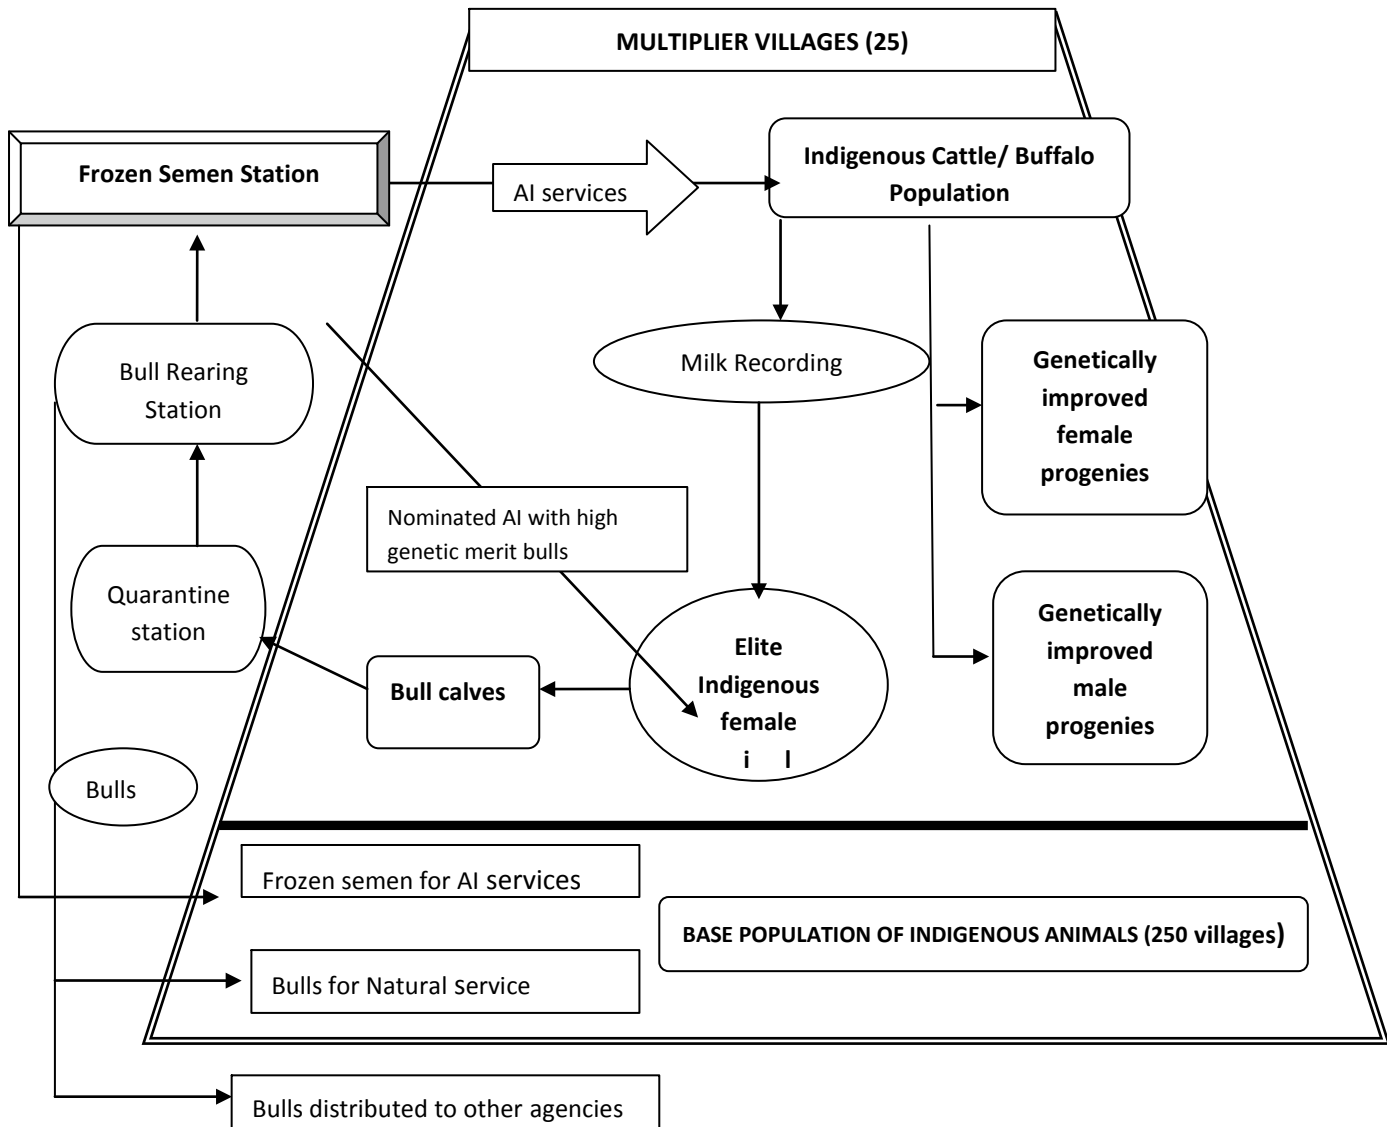 MULTIPLIER VILLAGES (25)
Frozen Semen Station
AI services
Indigenous Cattle/ Buffalo
Population
Bull Rearing
Station
Milk Recording
Genetically
improved
female
progenies
Nominated AI with high
genetic merit bulls
Quarantine
station
Bull calves
Elite
Indigenous
female
i l
Genetically
improved
male
progenies
Bulls
Frozen semen for AI services
BASE POPULATION OF INDIGENOUS ANIMALS (250 villages)
Bulls for Natural service
Bulls distributed to other agencies